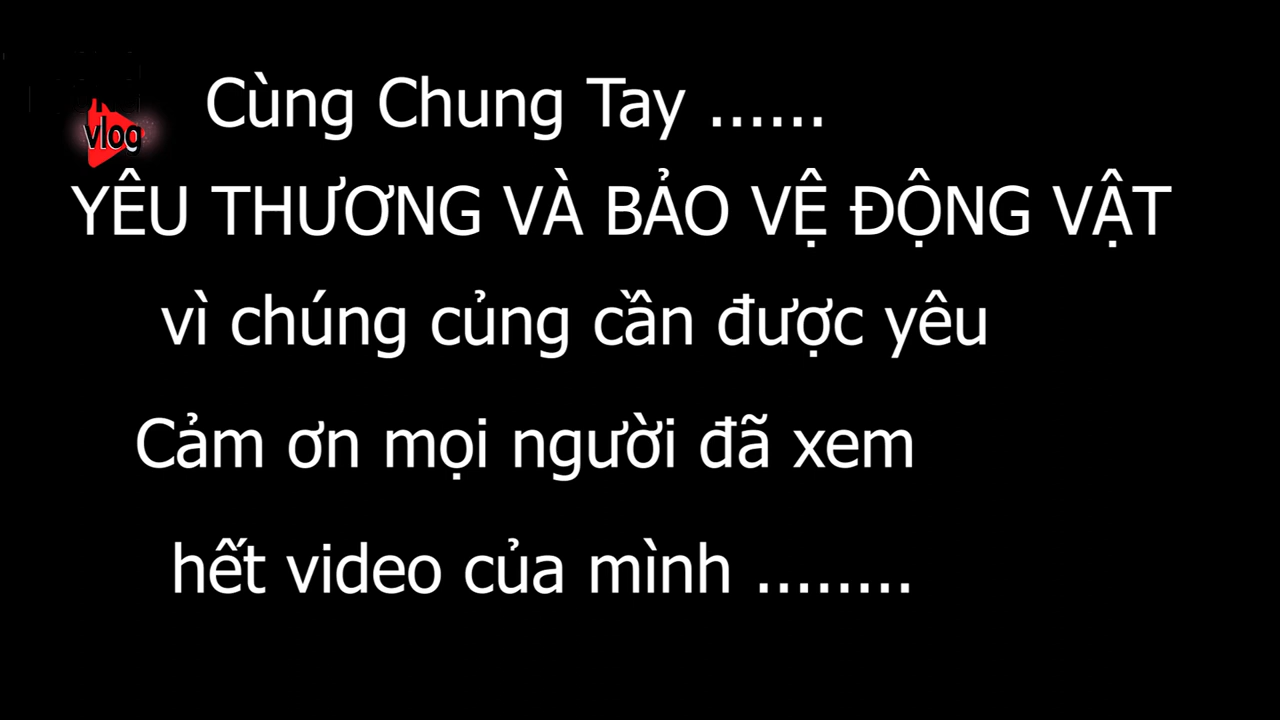 Cùng Chung Tay ......
vlog
YÊU THƯƠNG VÀ BẢO VỆ ĐỘNG VẬT
vì chúng củng cần được yêu
Cảm ơn mọi người đã xem
hết video của mình ........